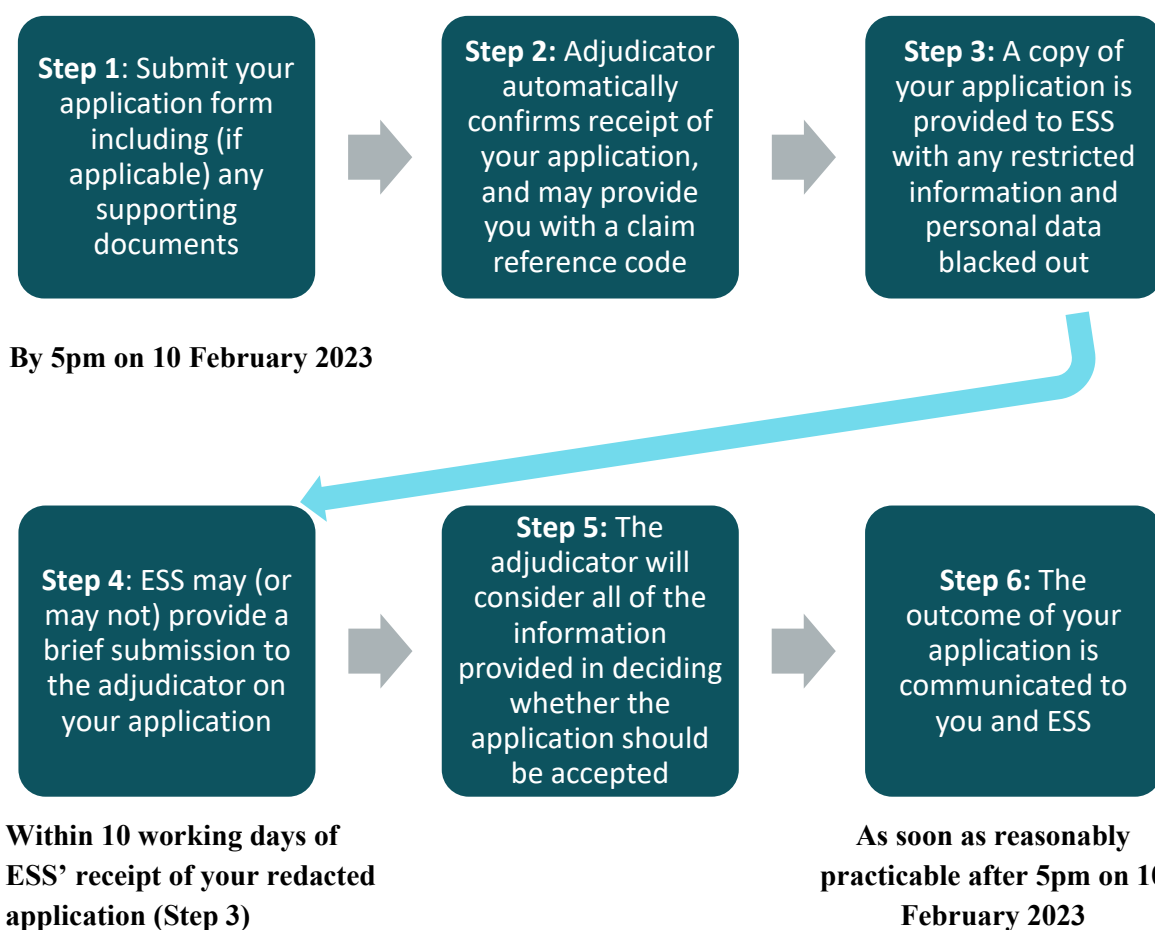 Step 1: Submit your
application form
including (if
applicable) any
supporting
documents
Step 2: Adjudicator
automatically
confirms receipt of
your application,
and may provide
you with a claim
reference code
Step 3: A copy of
your application is
provided to ESS
with any restricted
information and
personal data
blacked out
By 5pm on 10 February 2023
Step 4: ESS may (or
may not) provide a
brief submission to
the adjudicator on
your application
Step 5: The
adjudicator will
consider all of the
information
provided in deciding
whether the
application should
be accepted
Step 6: The
outcome of your
application is
communicated to
you and ESS
Within 10 working days of
ESS’ receipt of your redacted
application (Step 3)
As soon as reasonably
practicable after 5pm on 10
February 2023